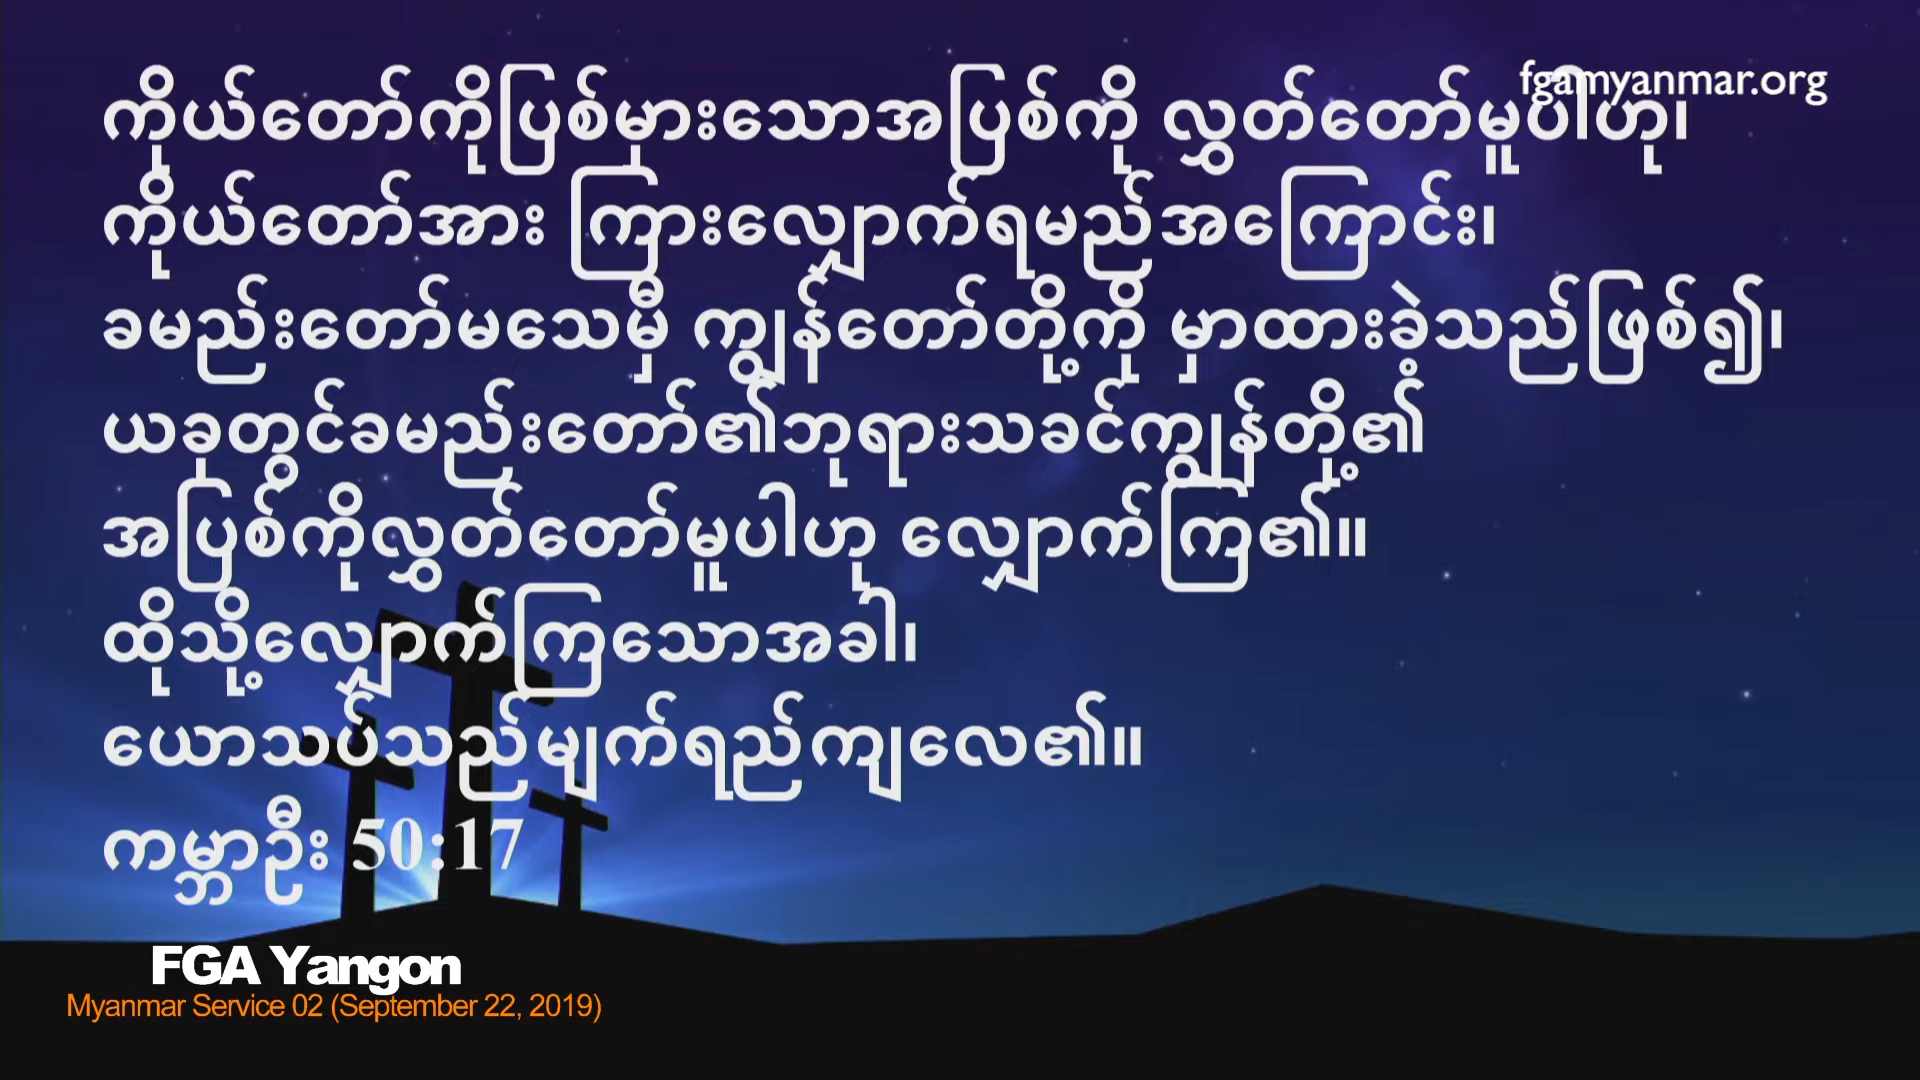 fgamyanmar.org
ကိုယ်တော်ကိုပြစ်မှားသောအပြစ်ကို လွှတ်တော်မူပါဟု၊
ကိုယ်တော်အား ကြားလျှောက်ရမည်အကြောင်း၊
ခမည်းတော်မသေမှီ ကျွန်တော်တို့ကို မှာထားခဲ့သည်ဖြစ်၍၊
ယခုတွင်ခမည်းတော်၏ဘုရားသခင်ကျွန်တို့၏
အပြစ်ကိုလွှတ်တော်မူပါဟု လျှောက်ကြ၏။
ထိုသို့လျှောက်ကြသောအခါ၊
ယောသပ်သည်မျက်ရည်ကျလေ၏။
ကမ္ဘာဦး 50:17
FGA Yangon
Myanmar Service 02 (September 22, 2019)